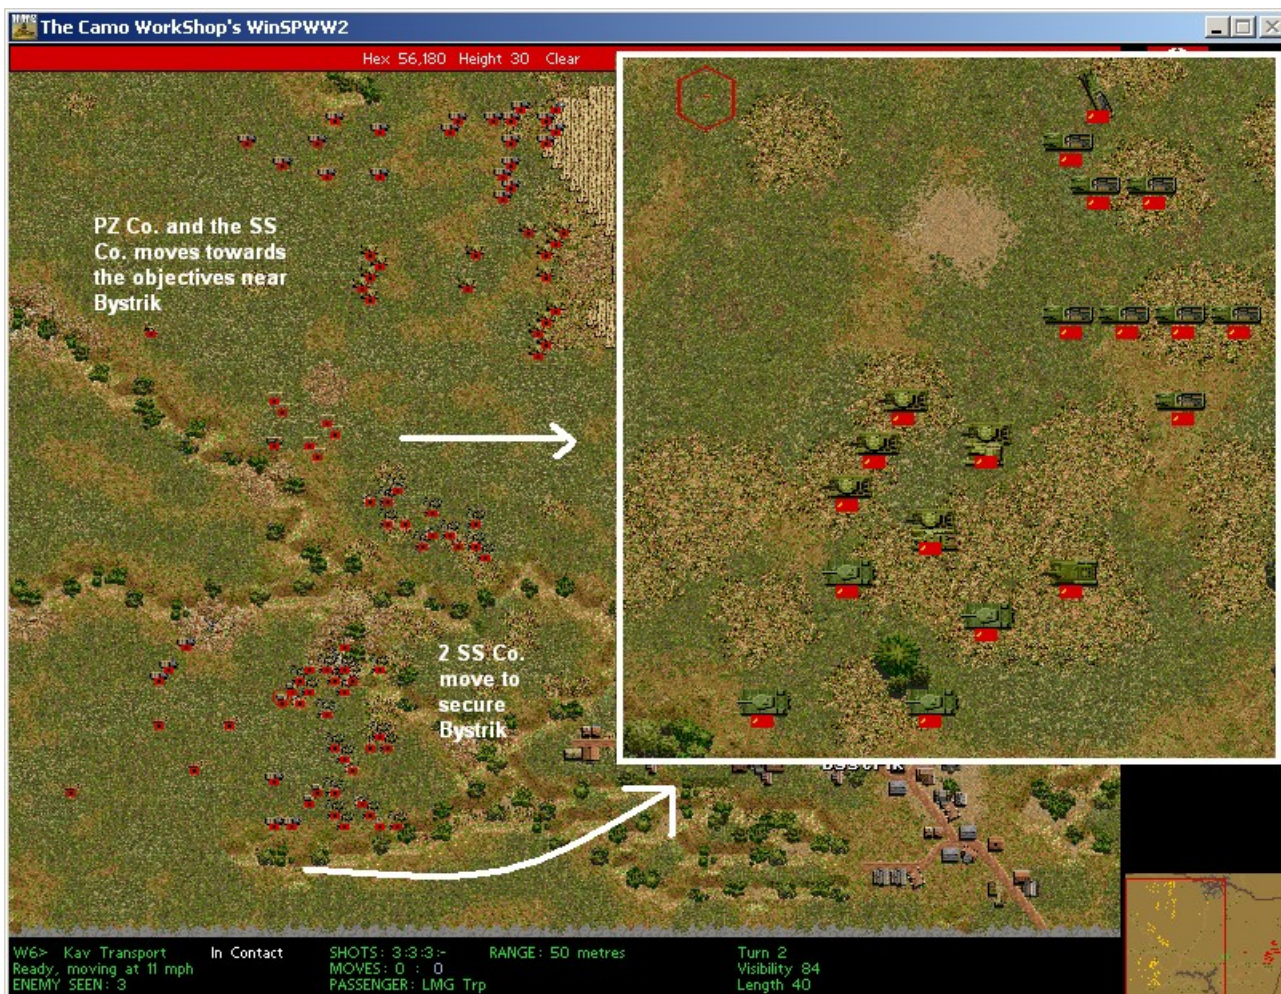 The Camo WorkShop's WinSPWW2
Hex 56,180 Height 30 Clear
PZ Co. and the SS
Co. moves towards
the objectives near
Bystrik
2 SS Co.
move to
secure
Bystrik
Bystrik
W6> Kav Transport In Contact SHOTS: 3:3:3:- RANGE: 50 metres Turn 2
Ready, moving at 11 mph MOVES: 0 : 0 Visibility 84
ENEMY SEEN: 3 PASSENGER: LMG Trp Length 40